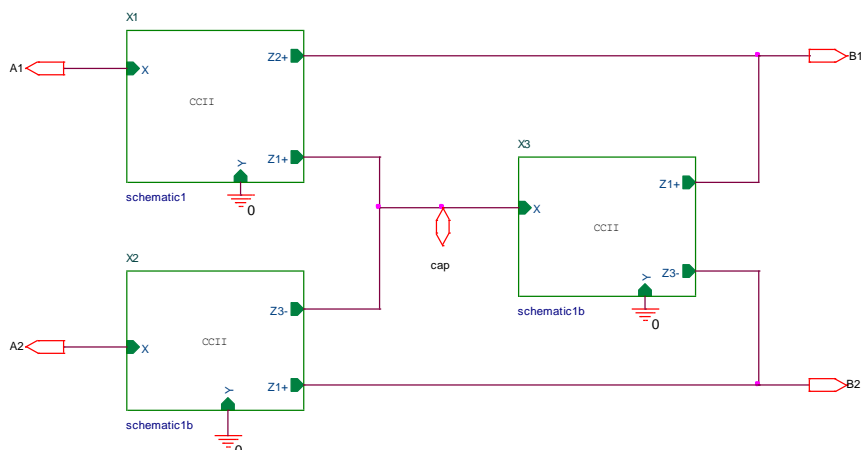 X1
A1
X
CCII
Z2+
Z1+
Y
0
schematic1
B1
X3
X
CCII
Z1+
Z3-
Y
0
schematic1b
cap
X2
A2
X
CCII
Z3-
Z1+
Y
0
schematic1b
B2